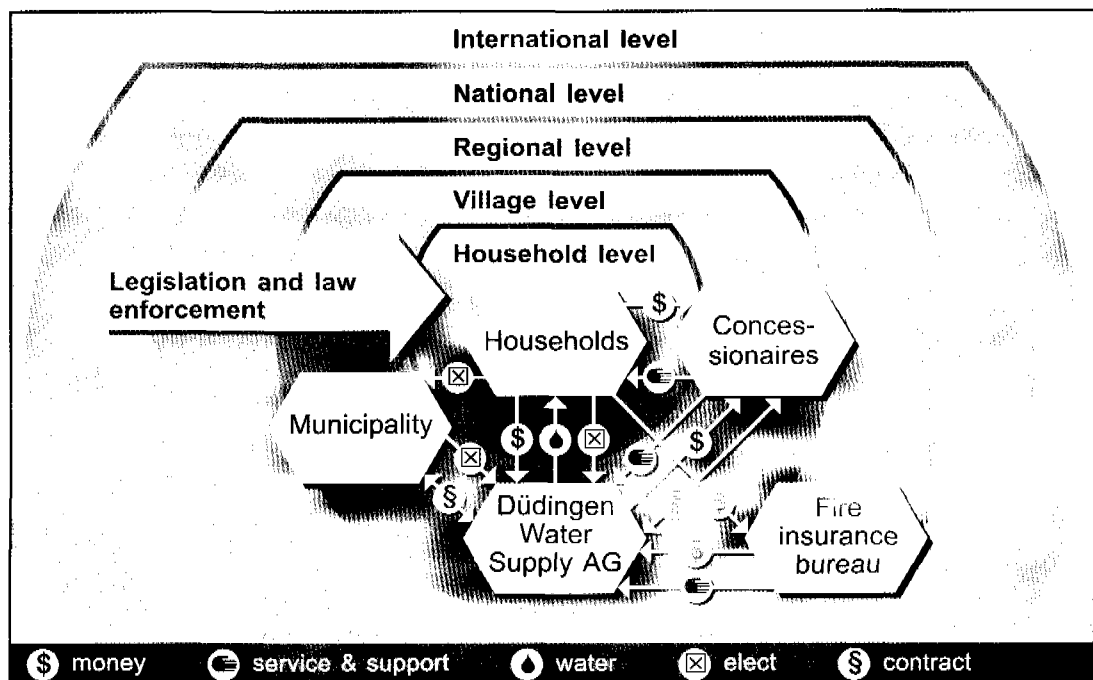 International level
National level
Regional level
Village level
Household level
Legislation and law
enforcement
$
Households
Conces-
sionaires
Municipality
$
$
§
Düdingen
Water
Supply AG
Fire
insurance
bureau
$ money
service & support
water
elect
§ contract